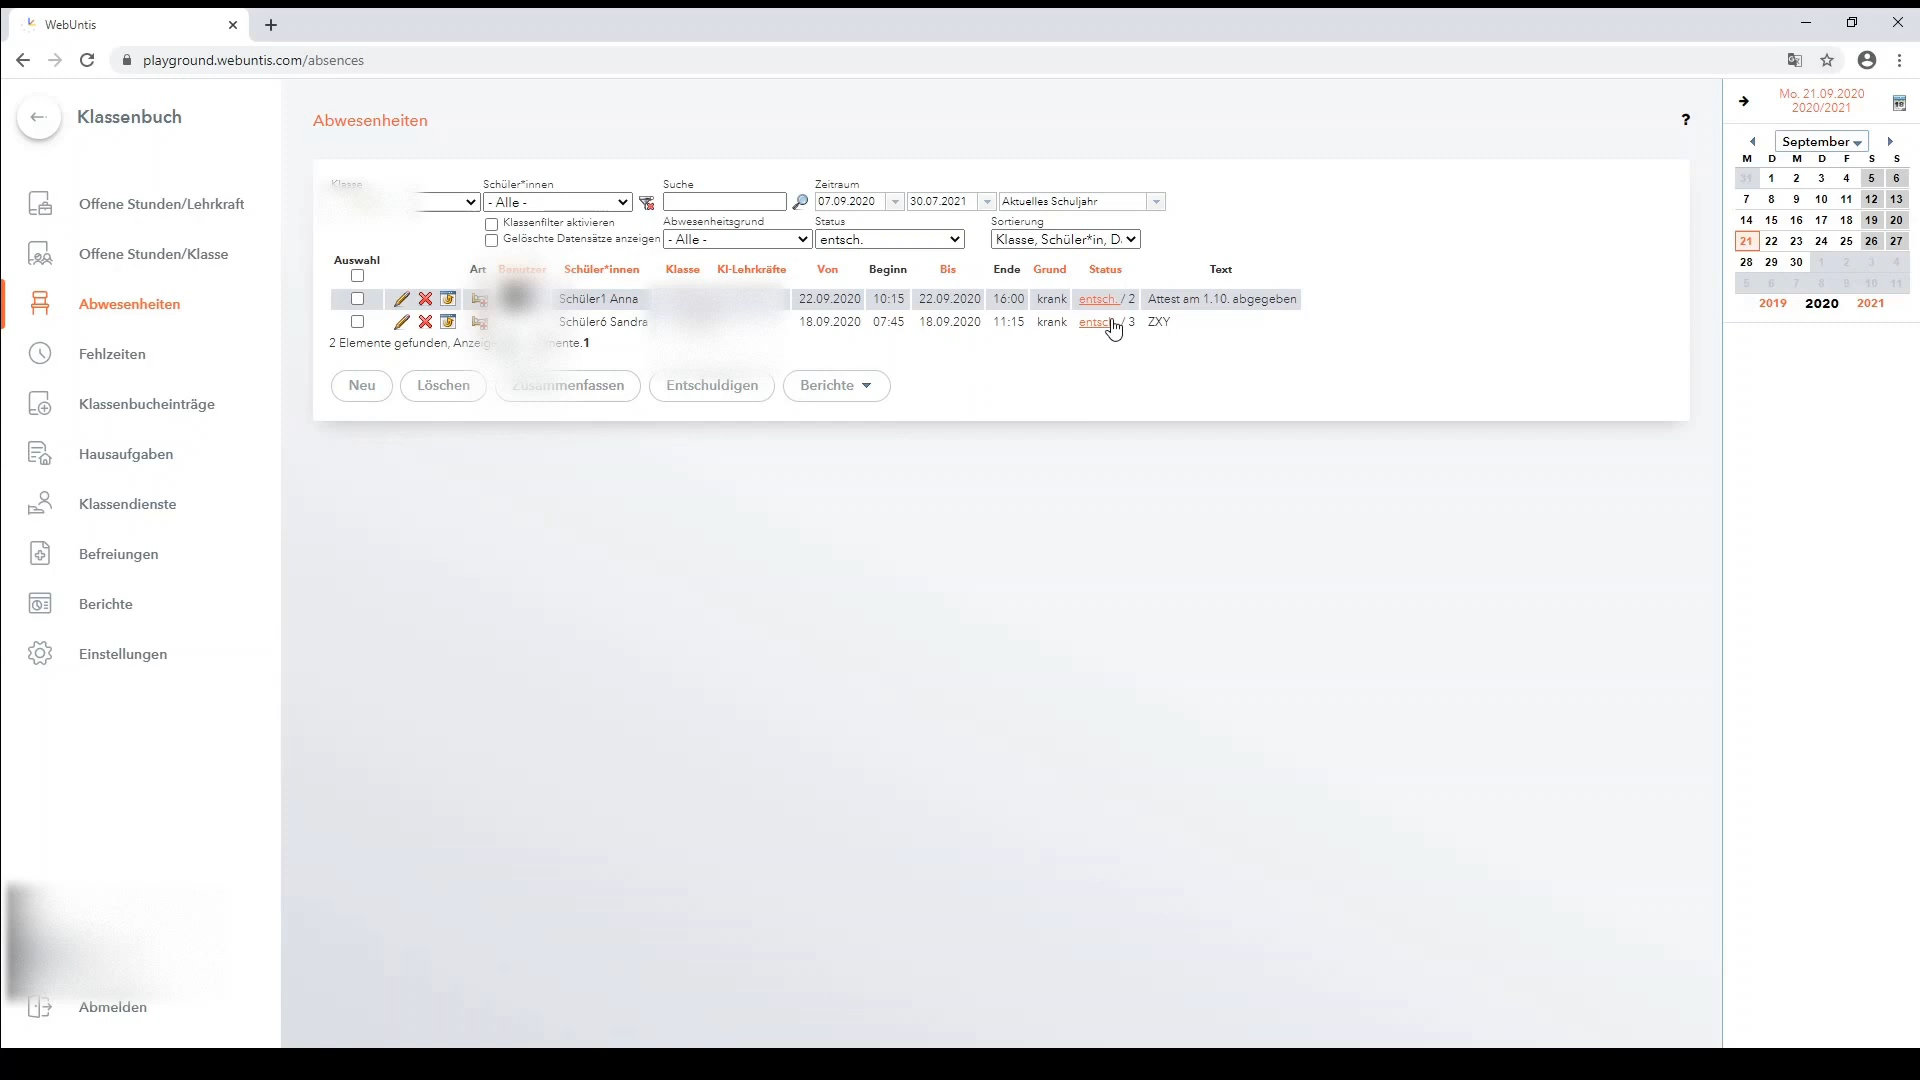 WebUntis
playground.webuntis.com/absences
Klassenbuch
Offene Stunden/Lehrkraft
Offene Stunden/Klasse
Abwesenheiten
Fehlzeiten
Klassenbucheinträge
Hausaufgaben
Klassendienste
Befreiungen
Berichte
Einstellungen
Abmelden
Abwesenheiten
?
Klasse Schüler*innen Suche Zeitraum
- Alle - 07.09.2020 30.07.2021 Aktuelles Schuljahr
Klassenfilter aktivieren Abwesenheitsgrund Status Sortierung
Gelöschte Datensätze anzeigen - Alle - entsch. Klasse, Schüler*in, D
Auswahl
Art Benutzer Schüler*innen Klasse Kl-Lehrkräfte Von Beginn Bis Ende Grund Status Text
Schüler1 Anna 22.09.2020 10:15 22.09.2020 16:00 krank entsch. / 2 Attest am 1.10. abgegeben
Schüler6 Sandra 18.09.2020 07:45 18.09.2020 11:15 krank entsch. / 3 ZXY
2 Elemente gefunden, 1
Neu Löschen Zusammenfassen Entschuldigen Berichte
Mo. 21.09.2020
2020/2021
September
M D M D F S S
31 1 2 3 4 5 6
7 8 9 10 11 12 13
14 15 16 17 18 19 20
21 22 23 24 25 26 27
28 29 30 1 2 3 4
5 6 7 8 9 10 11
2019 2020 2021